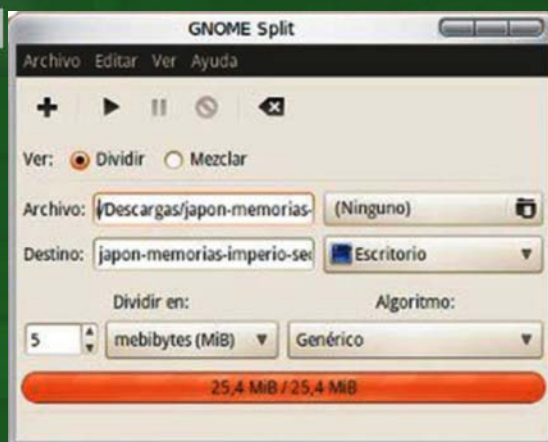 GNOME Split
Archivo Editar Ver Ayuda
Ver: Dividir Mezclar
Archivo: /Descargas/japon-memorias- (Ninguno)
Destino: japon-memorias-imperio-sec Escritorio
Dividir en: Algoritmo:
5 mebibytes (MiB) Genérico
25,4 MiB / 25,4 MiB